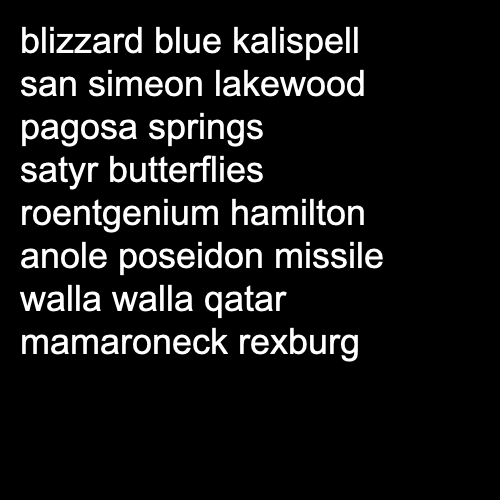 blizzard blue kalispell
san simeon lakewood
pagosa springs
satyr butterflies
roentgenium hamilton
anole poseidon missile
walla walla qatar
mamaroneck rexburg